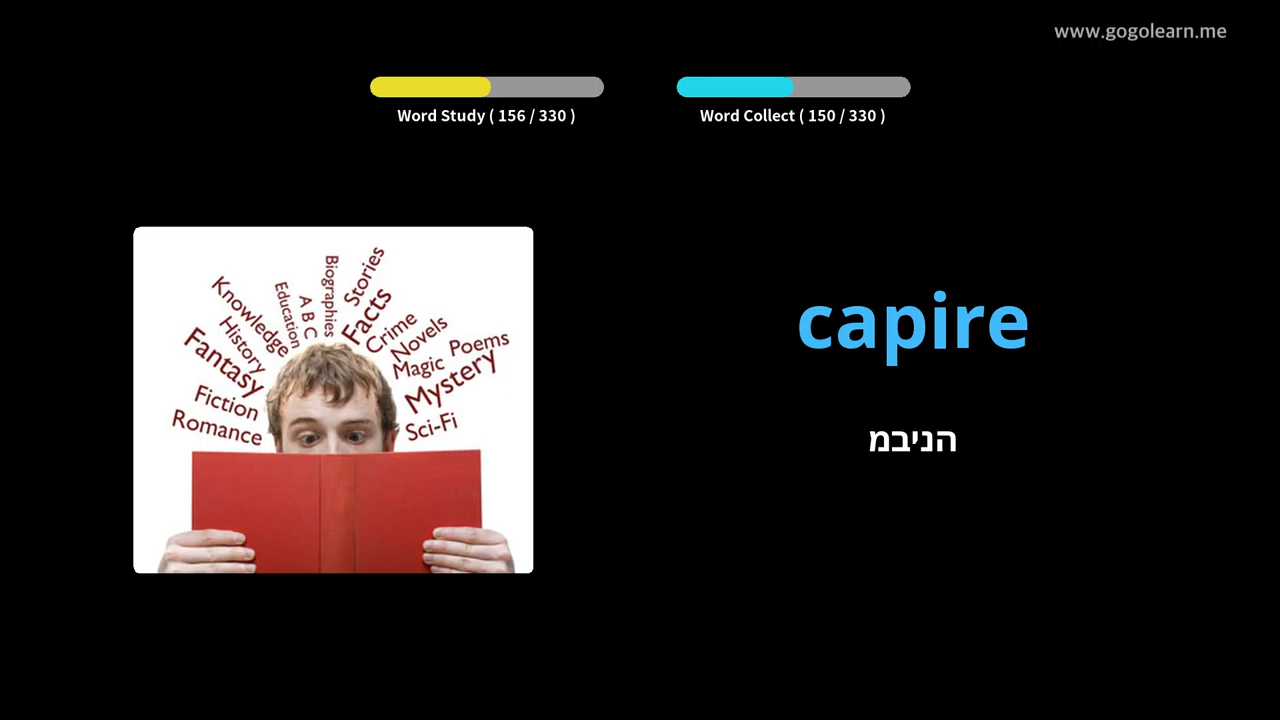 www.gogolearn.me
Word Study ( 156 / 330 )
Word Collect ( 150 / 330 )
Knowledge
Education
A B C
Biographies
Stories
Facts
History
Crime
Novels
Fantasy
Magic
Poems
Mystery
Fiction
Romance
Sci-Fi
capire
הניבמ